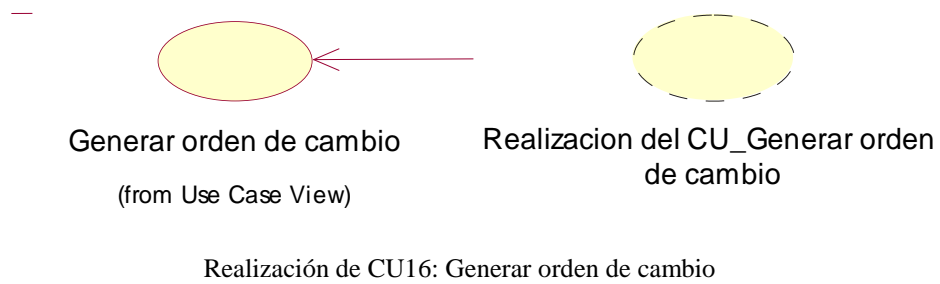 Generar orden de cambio
(from Use Case View)
Realizacion del CU_Generar orden
de cambio
Realización de CU16: Generar orden de cambio